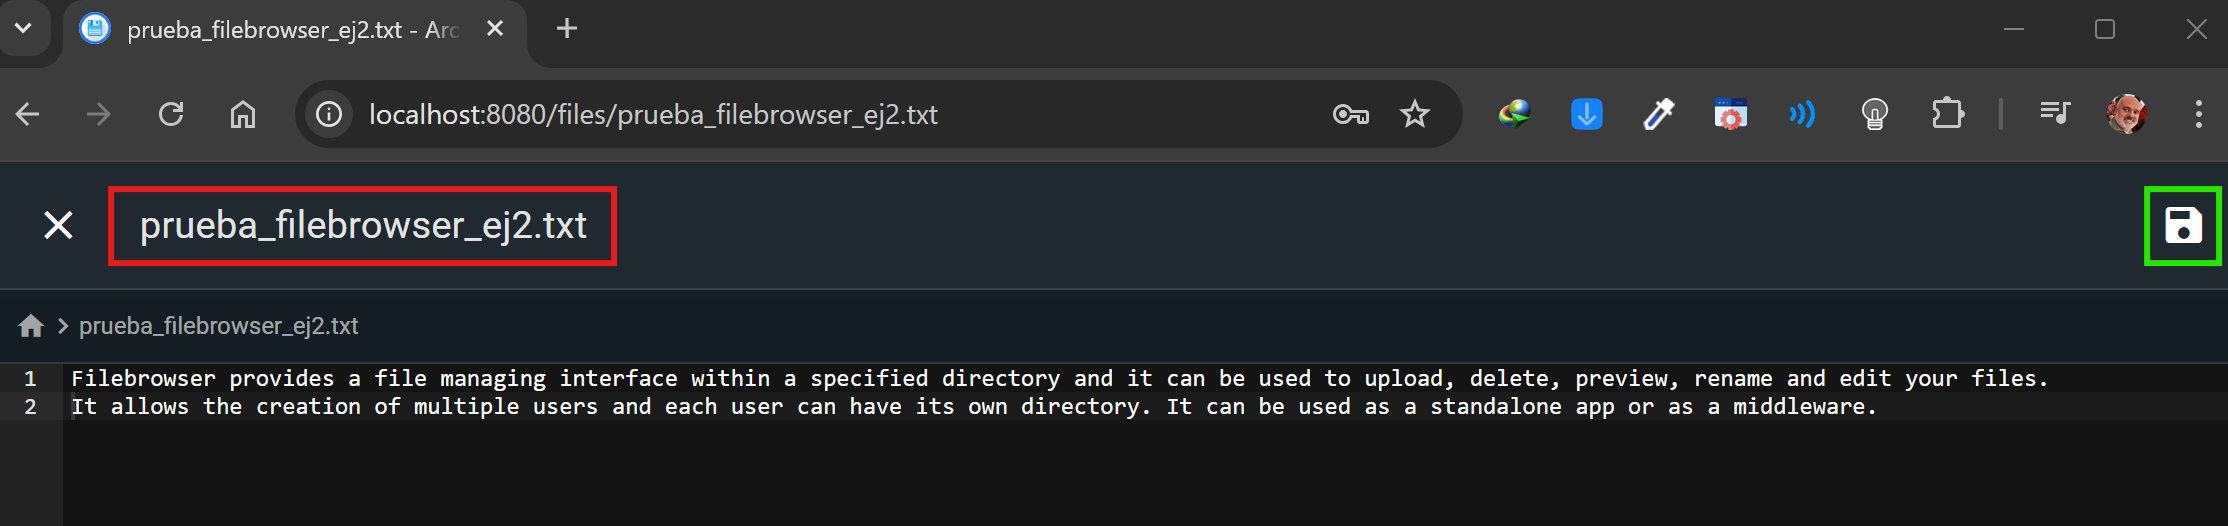 prueba_filebrowser_ej2.txt - Arc
localhost:8080/files/prueba_filebrowser_ej2.txt
prueba_filebrowser_ej2.txt
prueba_filebrowser_ej2.txt
1 Filebrowser provides a file managing interface within a specified directory and it can be used to upload, delete, preview, rename and edit your files.
2 It allows the creation of multiple users and each user can have its own directory. It can be used as a standalone app or as a middleware.